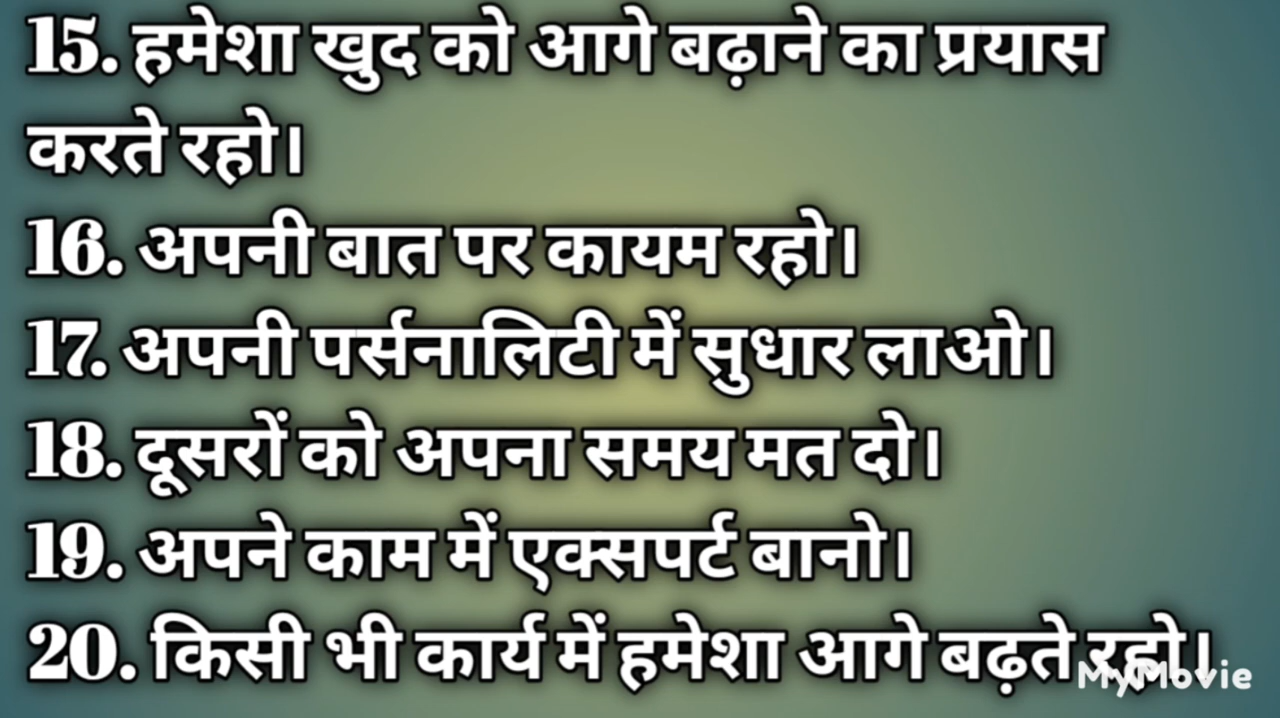 15. हमेशा खुद को आगे बढ़ाने का प्रयास
करते रहो।
16. अपनी बात पर कायम रहो।
17. अपनी पर्सनालिटी में सुधार लाओ।
18. दूसरों को अपना समय मत दो।
19. अपने काम में एक्सपर्ट बानो।
20. किसी भी कार्य में हमेशा आगे बढ़ते रहो।
MyMovie